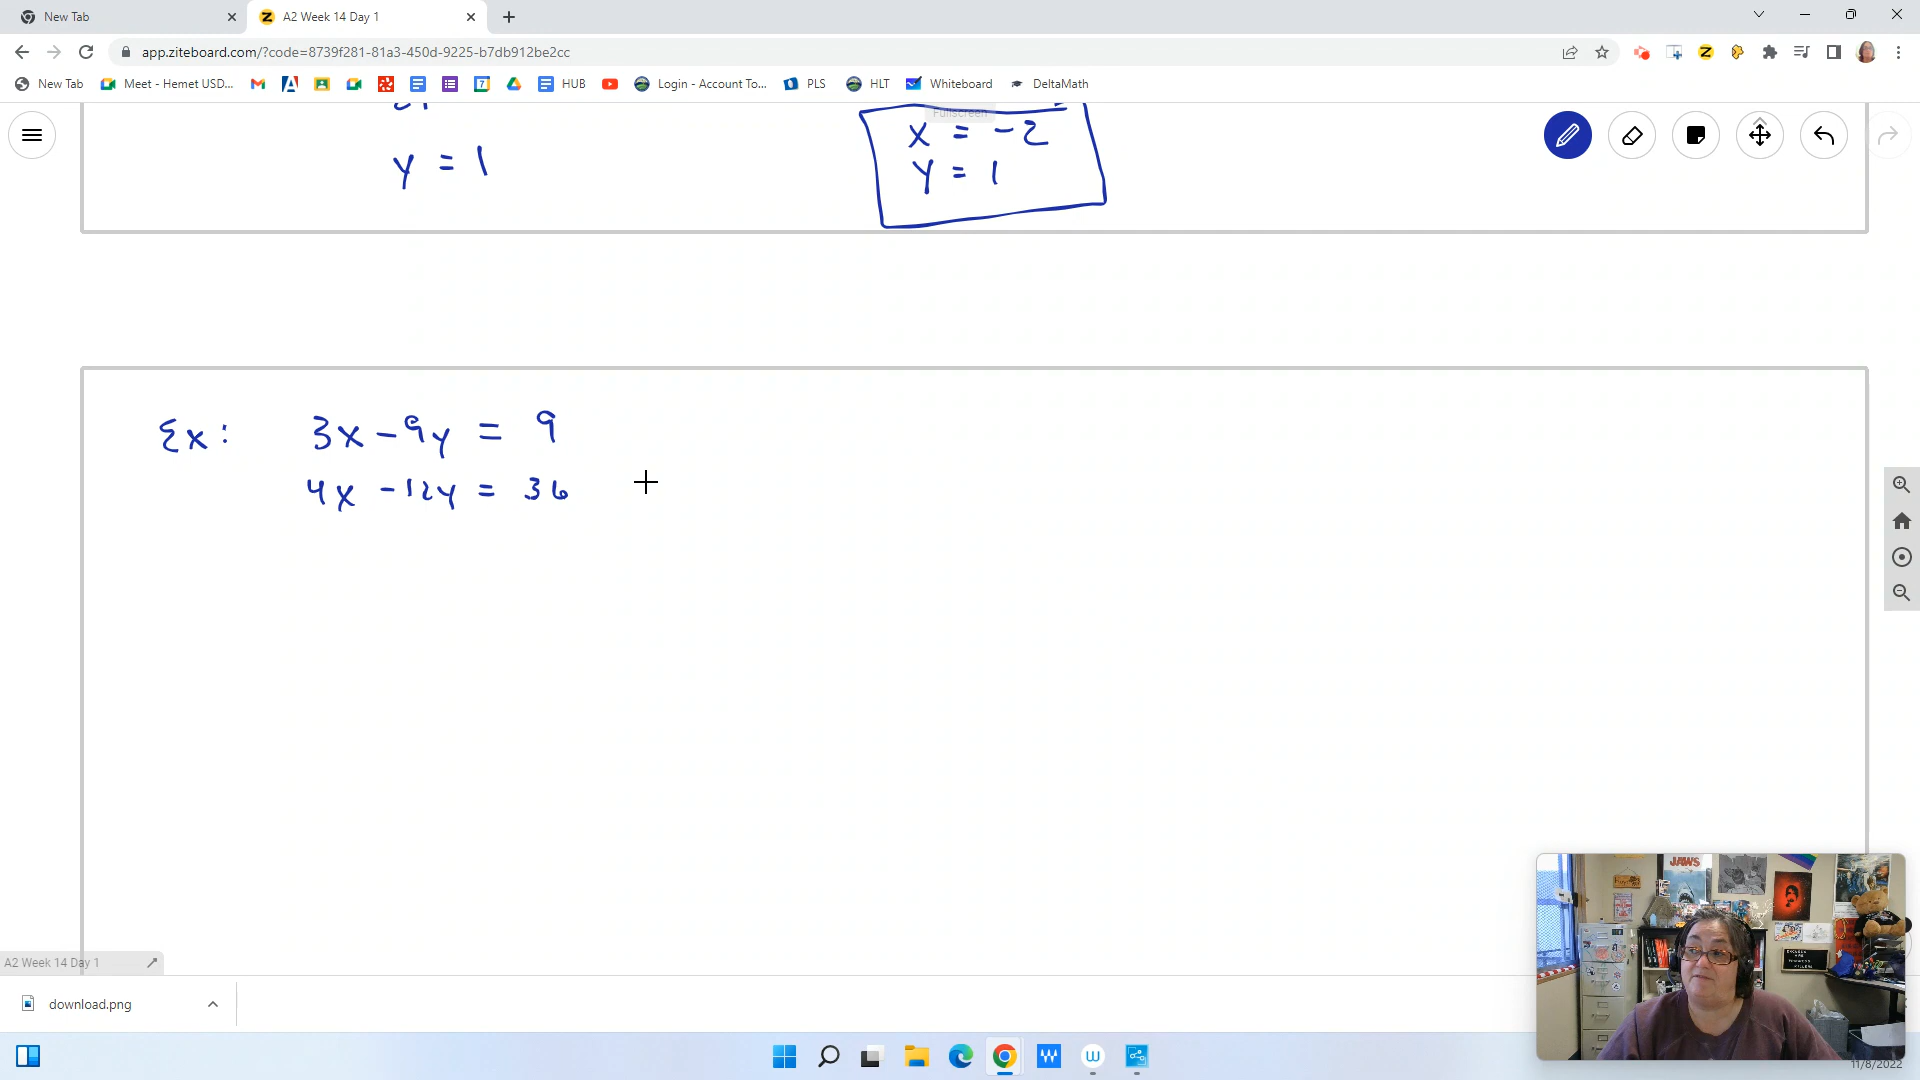 New Tab
A2 Week 14 Day 1
app.ziteboard.com/?code=8739f281-81a3-450d-9225-b7db912be2cc
New Tab
Meet - Hemet USD...
HUB
Login - Account To...
PLS
HLT
Whiteboard
DeltaMath
Fullscreen
x = -2
y = 1
y = 1
Ex: 3x - 9y = 9
4x - 12y = 36
JAWS
A2 Week 14 Day 1
download.png
11/8/2022